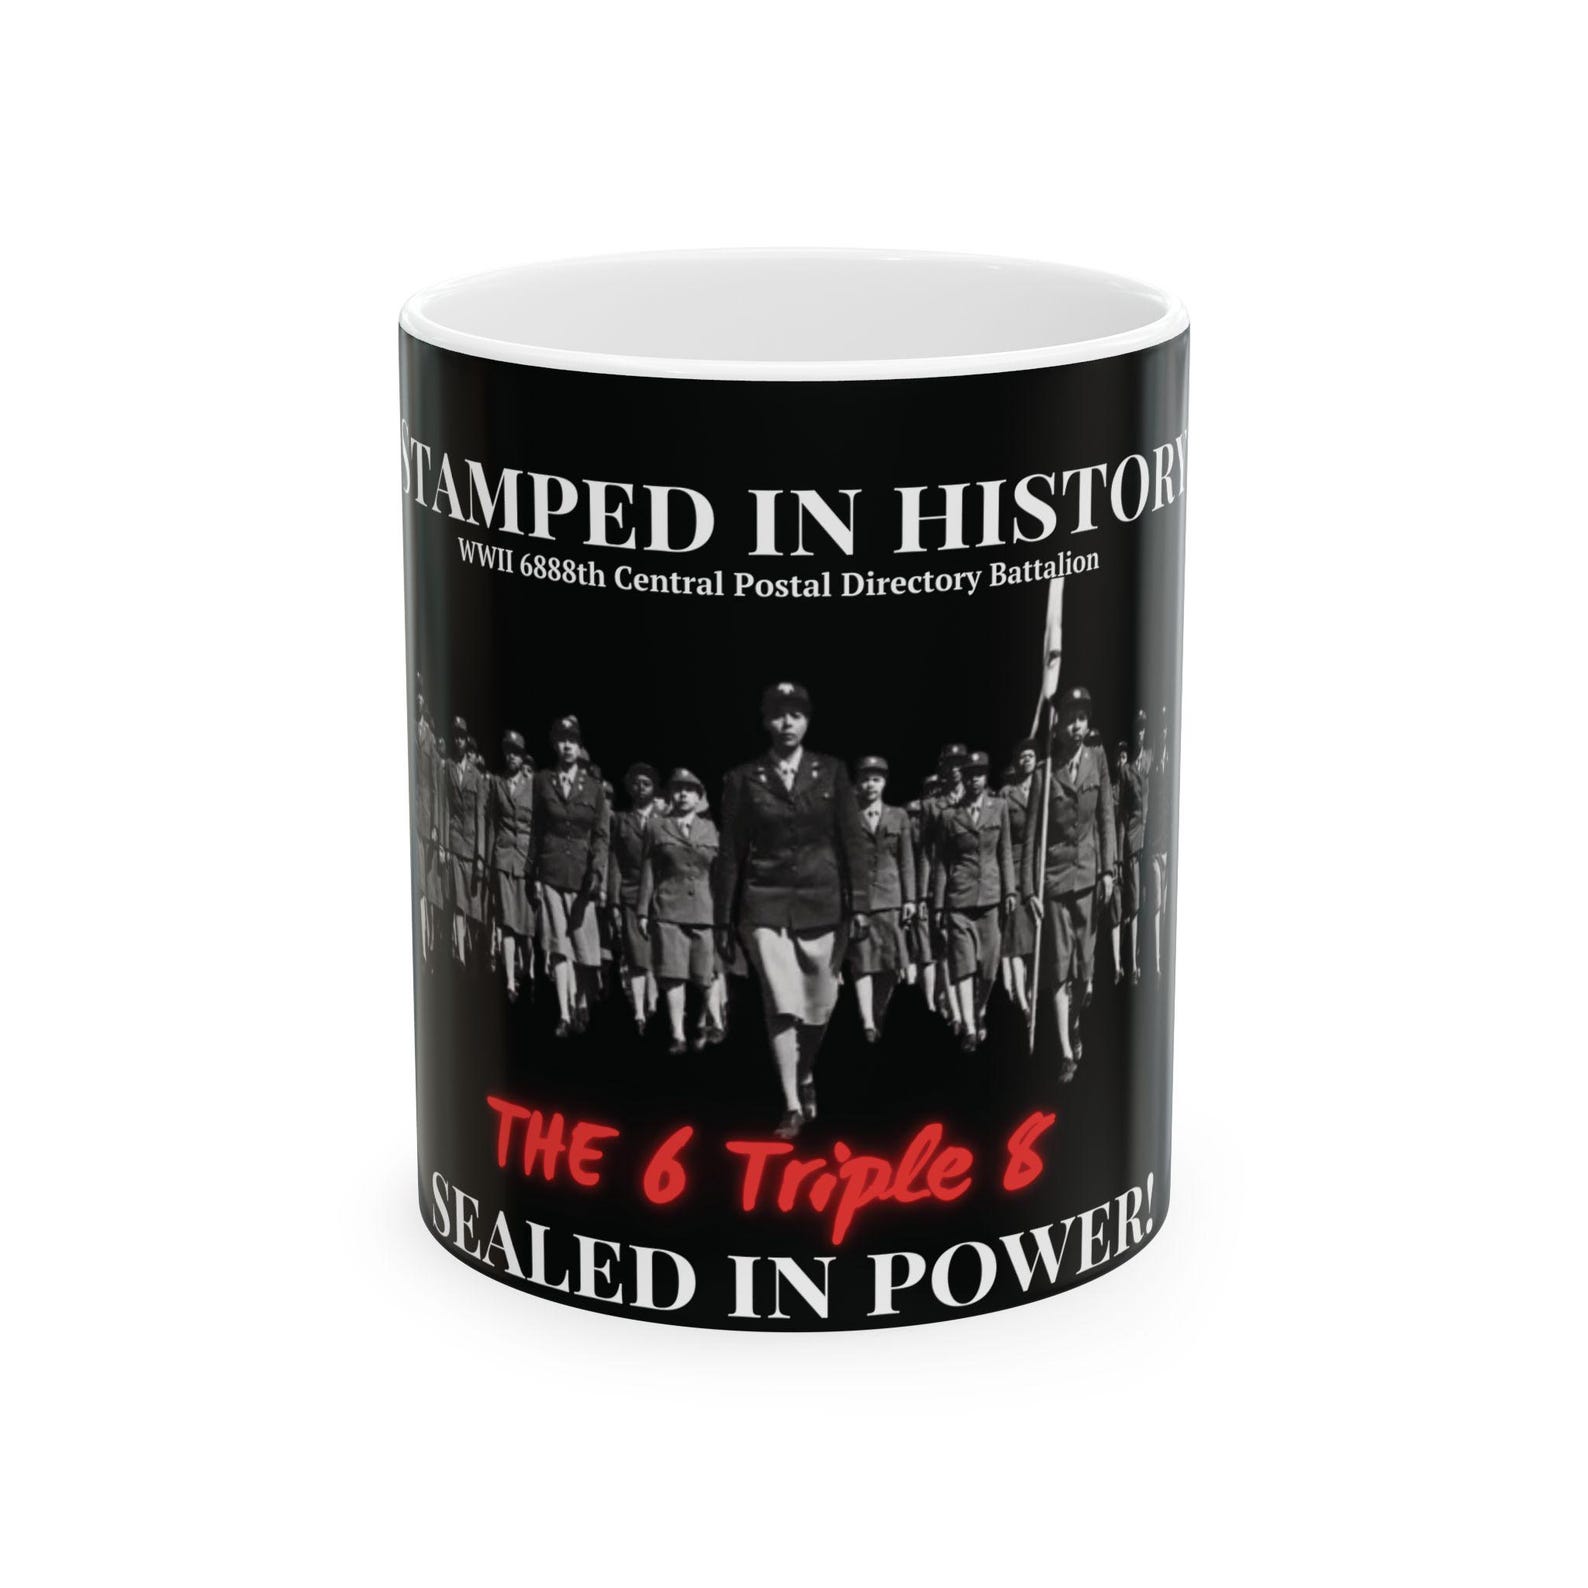 STAMPED IN HISTORY
WWII 6888th Central Postal Directory Battalion
THE 6 Triple 8
SEALED IN POWER!